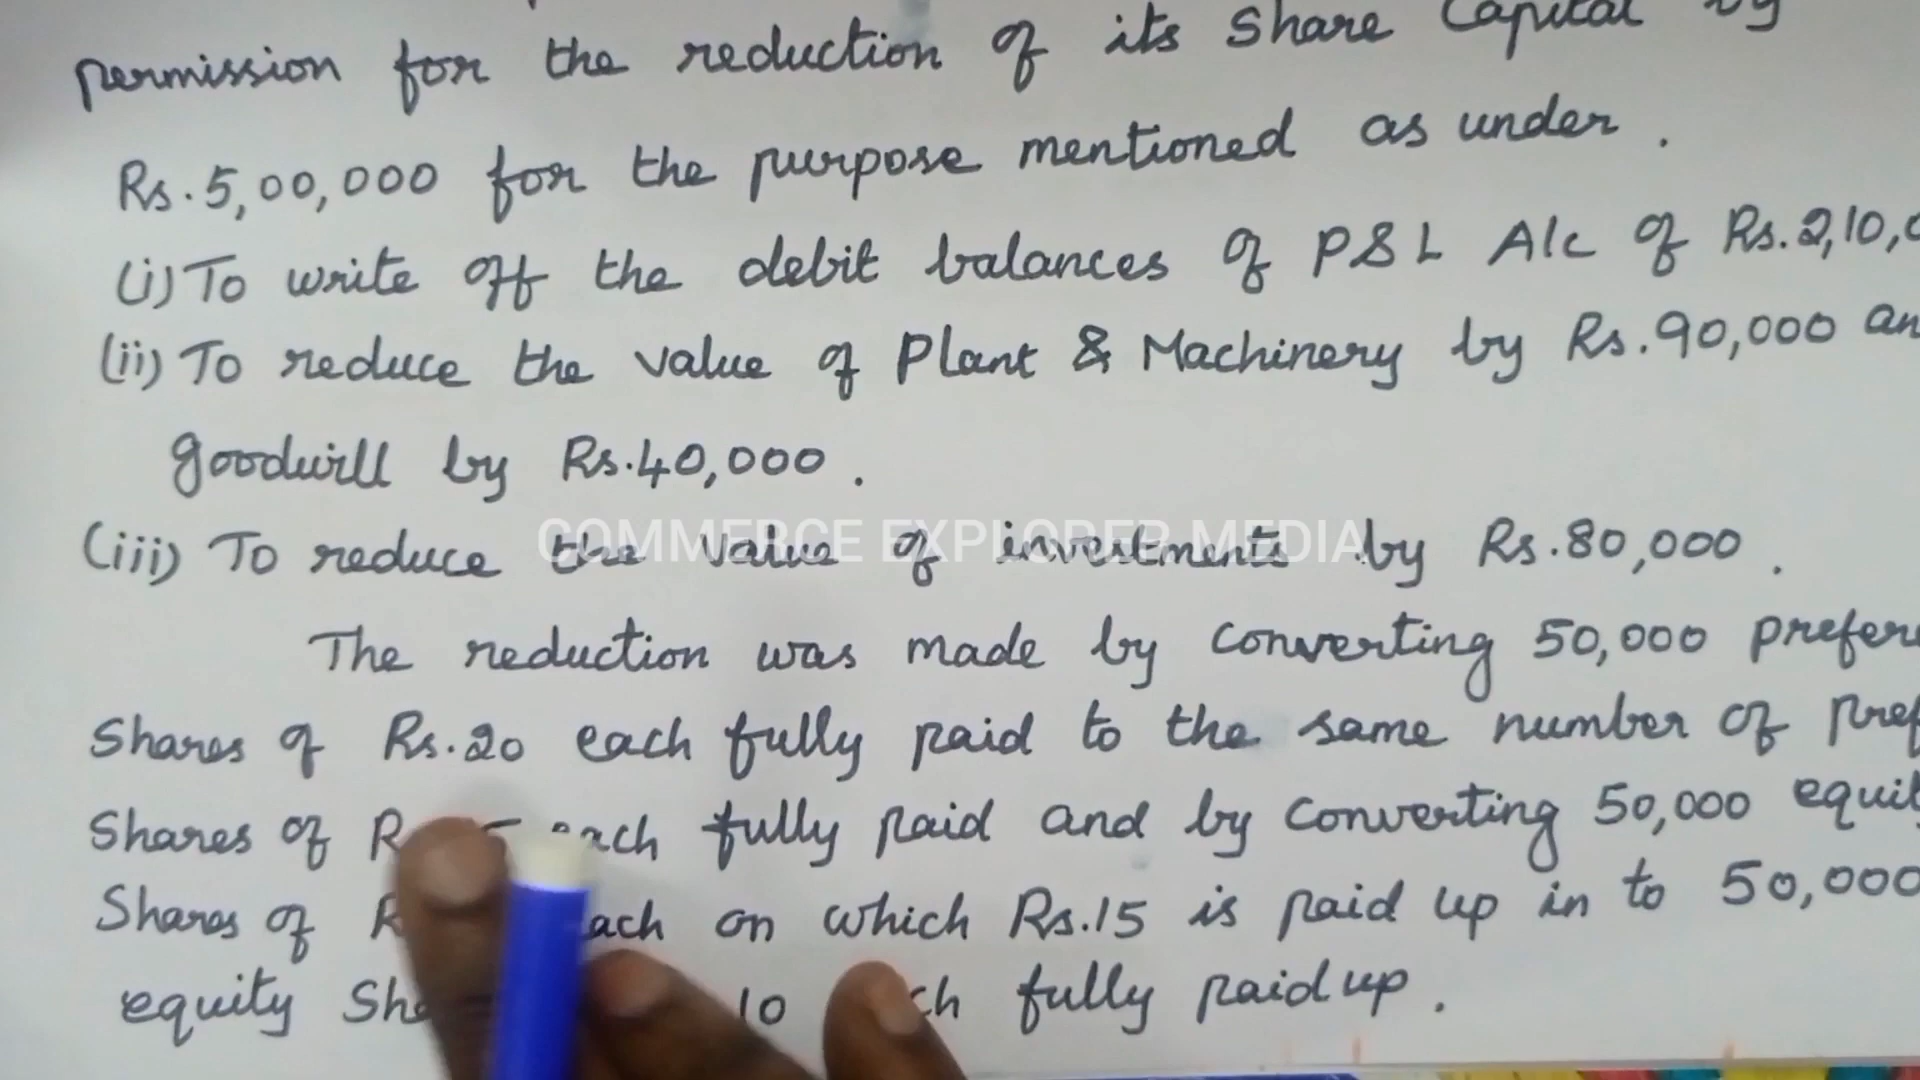 permission for the reduction of its Share Capital by
Rs.5,00,000 for the purpose mentioned as under.
(i) To write off the debit balances of P&L A/c of Rs.2,10,0
(ii) To reduce the value of Plant & Machinery by Rs.90,000 an
goodwill by Rs.40,000.
(iii) To reduce the value of investments by Rs.80,000.
COMMERCE EXPLORER MEDIA
The reduction was made by converting 50,000 prefere
Shares of Rs.20 each fully paid to the same number of pref
Shares of each fully paid and by converting 50,000 equit
Shares of each on which Rs.15 is paid up in to 50,000
equity 10 fully paid up.